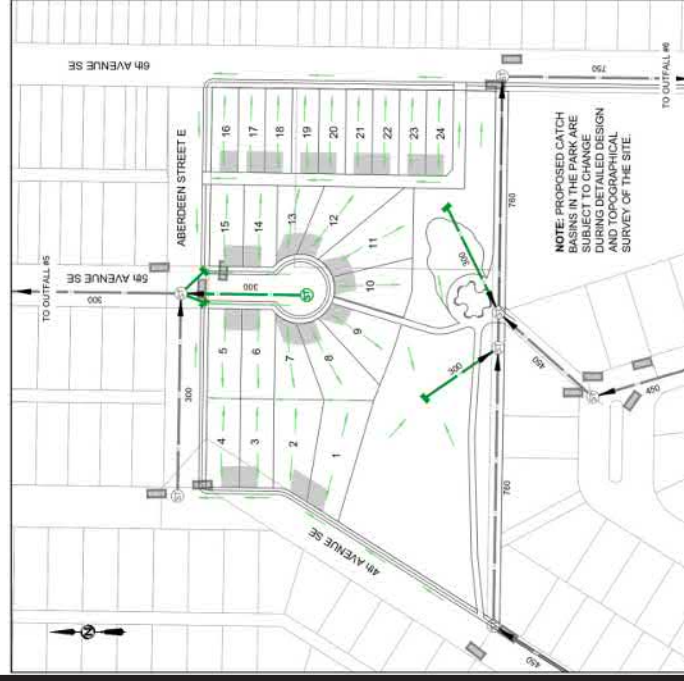 6th AVENUE SE
ABERDEEN STREET E
5th AVENUE SE
TO OUTFALL #5
300
300
300
16
17
18
19
20
21
22
23
24
15
14
13
12
11
10
9
8
7
6
5
4
3
2
1
4th AVENUE SE
300
300
760
760
750
TO OUTFALL #6
450
450
450
NOTE: PROPOSED CATCH
BASINS IN THE PARK ARE
SUBJECT TO CHANGE
DURING DETAILED DESIGN
AND TOPOGRAPHICAL
SURVEY OF THE SITE.
N